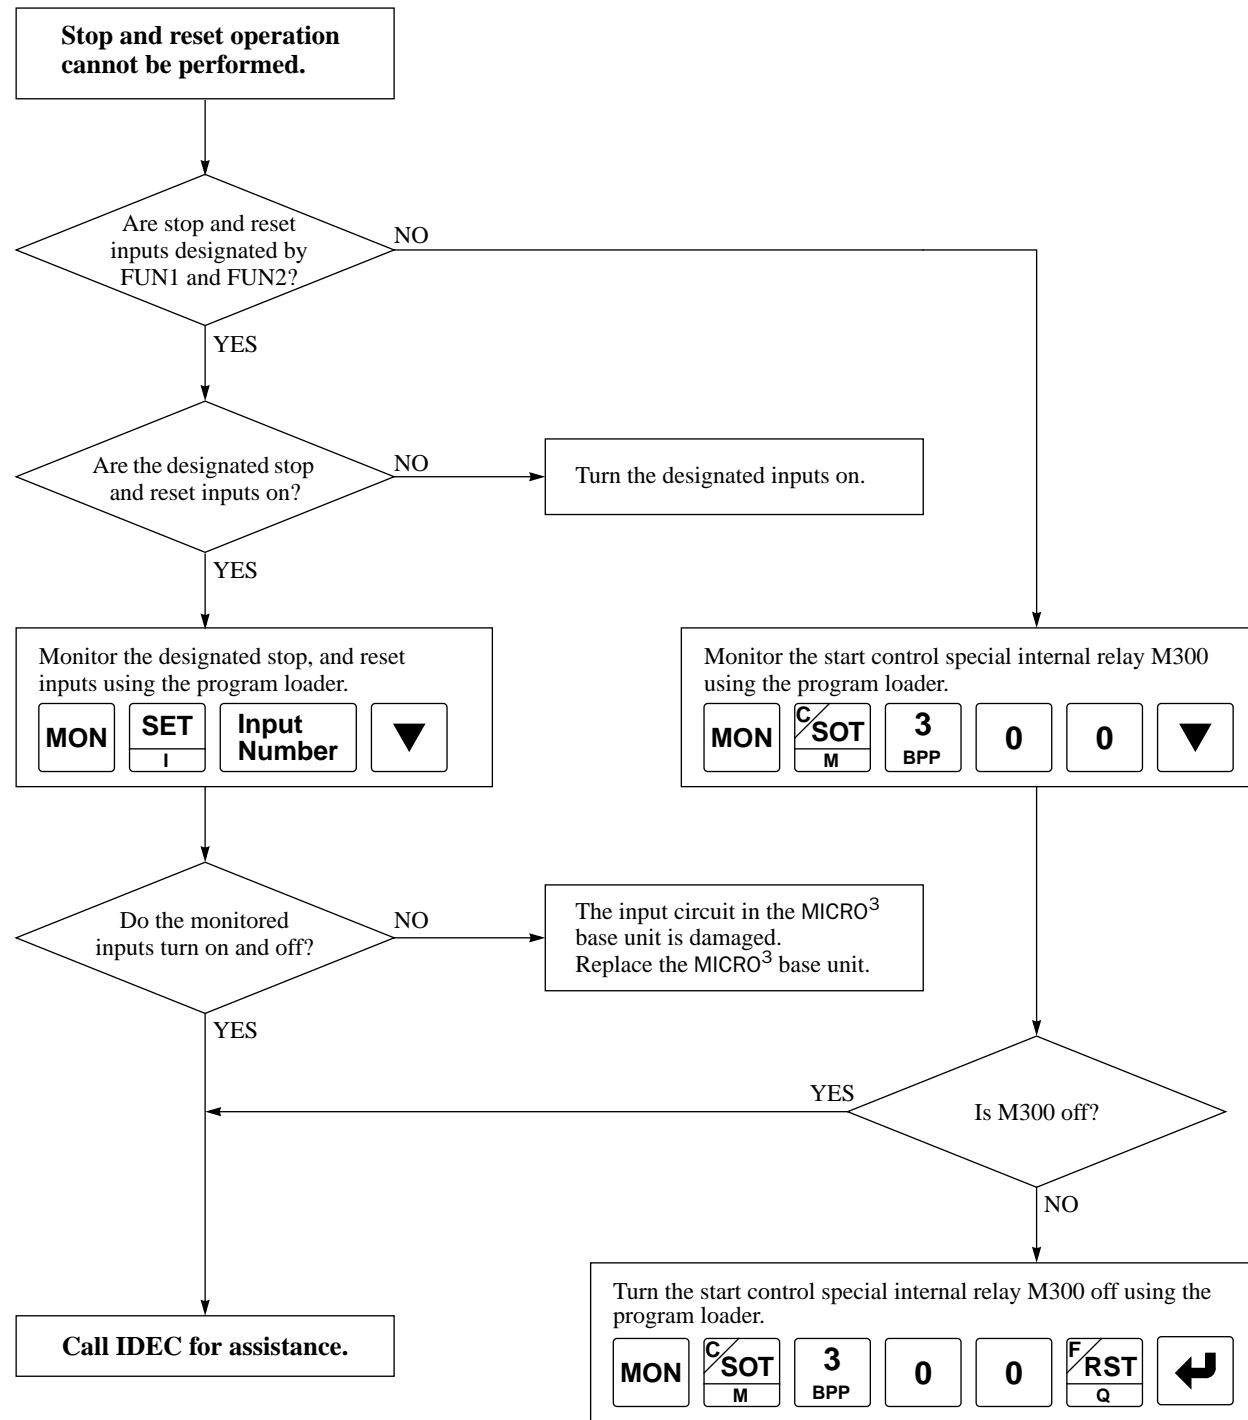 Stop and reset operation
cannot be performed.
Are stop and reset
inputs designated by
FUN1 and FUN2?
NO
YES
Are the designated stop
and reset inputs on?
NO
Turn the designated inputs on.
YES
Monitor the designated stop, and reset
inputs using the program loader.
MON
SET
I
Input
Number
▼
Monitor the start control special internal relay M300
using the program loader.
MON
C/
SOT
M
3
BPP
0
0
▼
Do the monitored
inputs turn on and off?
NO
The input circuit in the MICRO³
base unit is damaged.
Replace the MICRO³ base unit.
YES
Is M300 off?
YES
NO
Turn the start control special internal relay M300 off using the
program loader.
MON
C/
SOT
M
3
BPP
0
0
F/
RST
Q
Call IDEC for assistance.